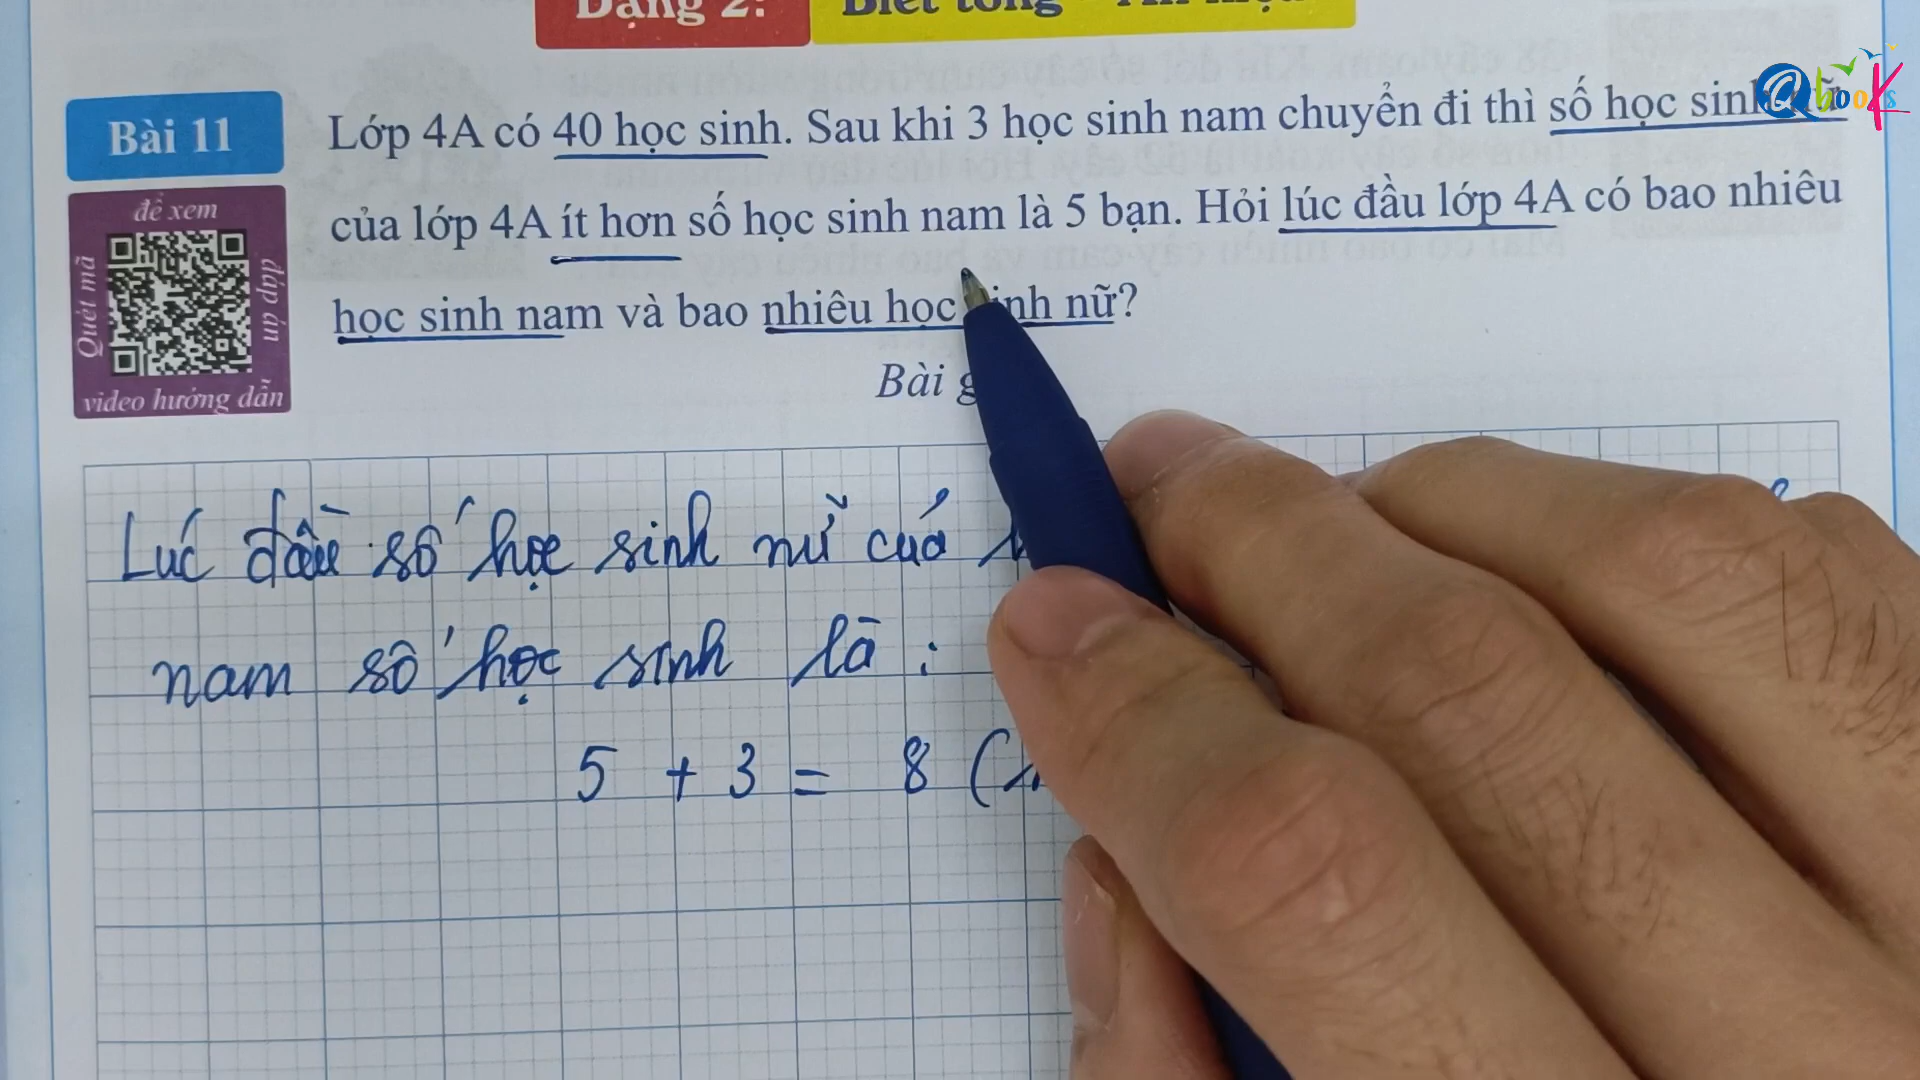 Dạng 2:
Bài 11
Lớp 4A có 40 học sinh. Sau khi 3 học sinh nam chuyển đi thì số học sinh
của lớp 4A ít hơn số học sinh nam là 5 bạn. Hỏi lúc đầu lớp 4A có bao nhiêu
học sinh nam và bao nhiêu học sinh nữ?
để xem
Quét mã
đáp án
video hướng dẫn
Bài
Qbooks
Lúc đầu số học sinh nữ của
nam số học sinh là :
5 + 3 = 8 (